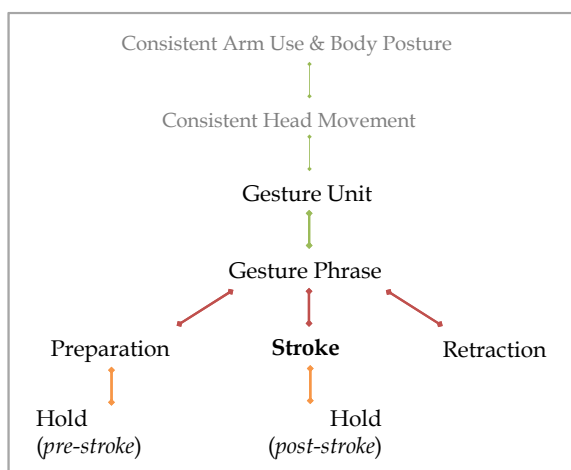 Consistent Arm Use & Body Posture
Consistent Head Movement
Gesture Unit
Gesture Phrase
Preparation
Stroke
Retraction
Hold
(pre-stroke)
Hold
(post-stroke)